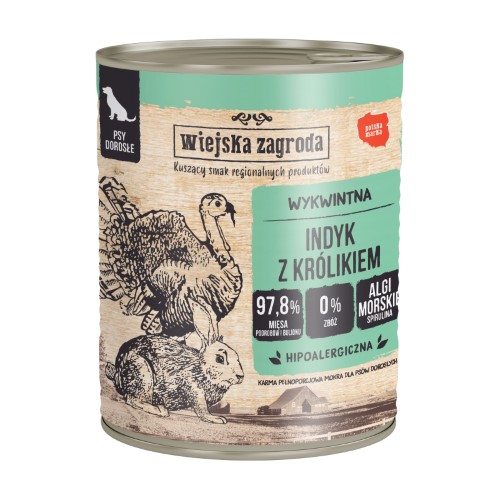 PSY
DOROSŁE
wiejska zagroda
Kuszący smak regionalnych produktów
polska
marka
WYKWINTNA
INDYK
Z KRÓLIKIEM
97,8%
MIĘSA
PODROBÓW I BULIONU
0%
ZBÓŻ
ALGI
MORSKIE
SPIRULINA
HIPOALERGICZNA
KARMA PEŁNOPORCJOWA MOKRA DLA PSÓW DOROSŁYCH